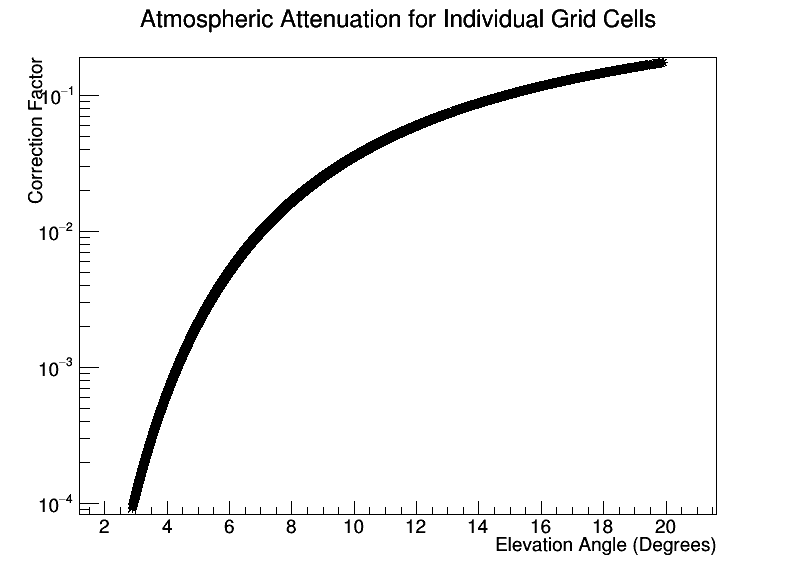 Atmospheric Attenuation for Individual Grid Cells
Correction Factor
10⁻¹
10⁻²
10⁻³
10⁻⁴
2 4 6 8 10 12 14 16 18 20
Elevation Angle (Degrees)